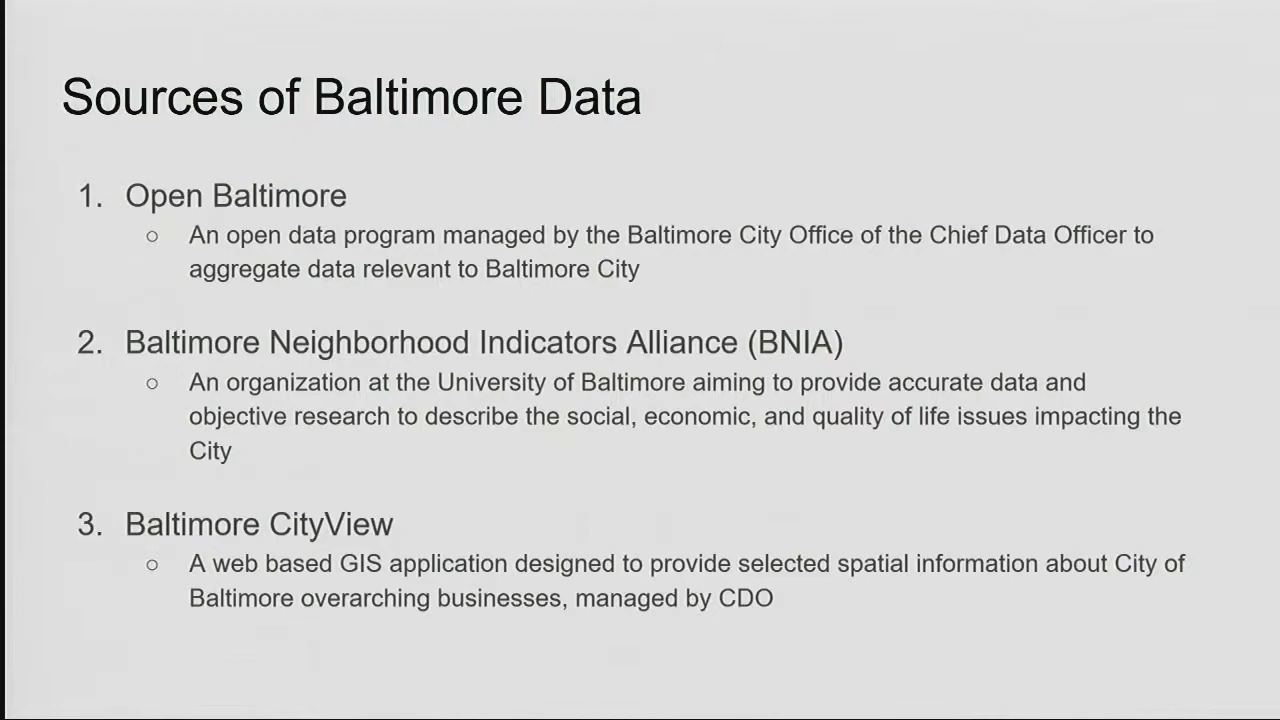 Sources of Baltimore Data
1. Open Baltimore
○ An open data program managed by the Baltimore City Office of the Chief Data Officer to
aggregate data relevant to Baltimore City
2. Baltimore Neighborhood Indicators Alliance (BNIA)
○ An organization at the University of Baltimore aiming to provide accurate data and
objective research to describe the social, economic, and quality of life issues impacting the
City
3. Baltimore CityView
○ A web based GIS application designed to provide selected spatial information about City of
Baltimore overarching businesses, managed by CDO